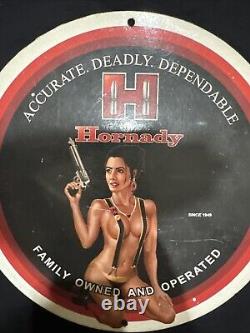 ACCURATE. DEADLY. DEPENDABLE
H
Hornady
SINCE 1949
FAMILY OWNED AND OPERATED